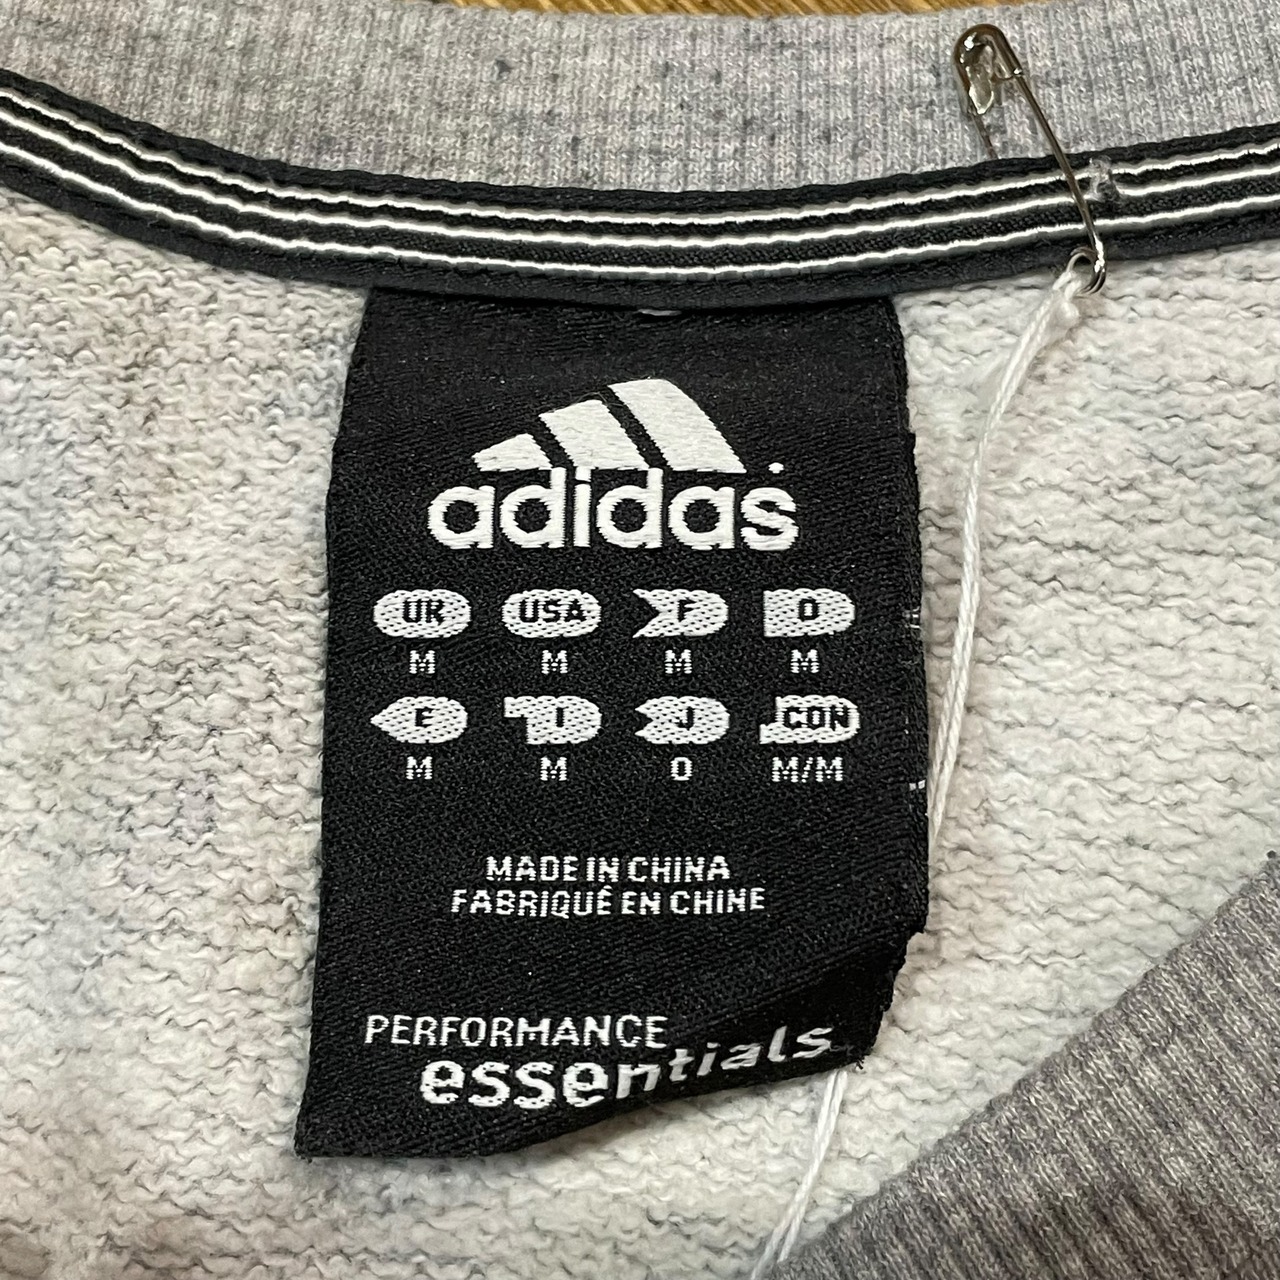 adidas
UK USA F D
M M M M
E I J CON
M M O M/M
MADE IN CHINA
FABRIQUÉ EN CHINE
PERFORMANCE
essentials